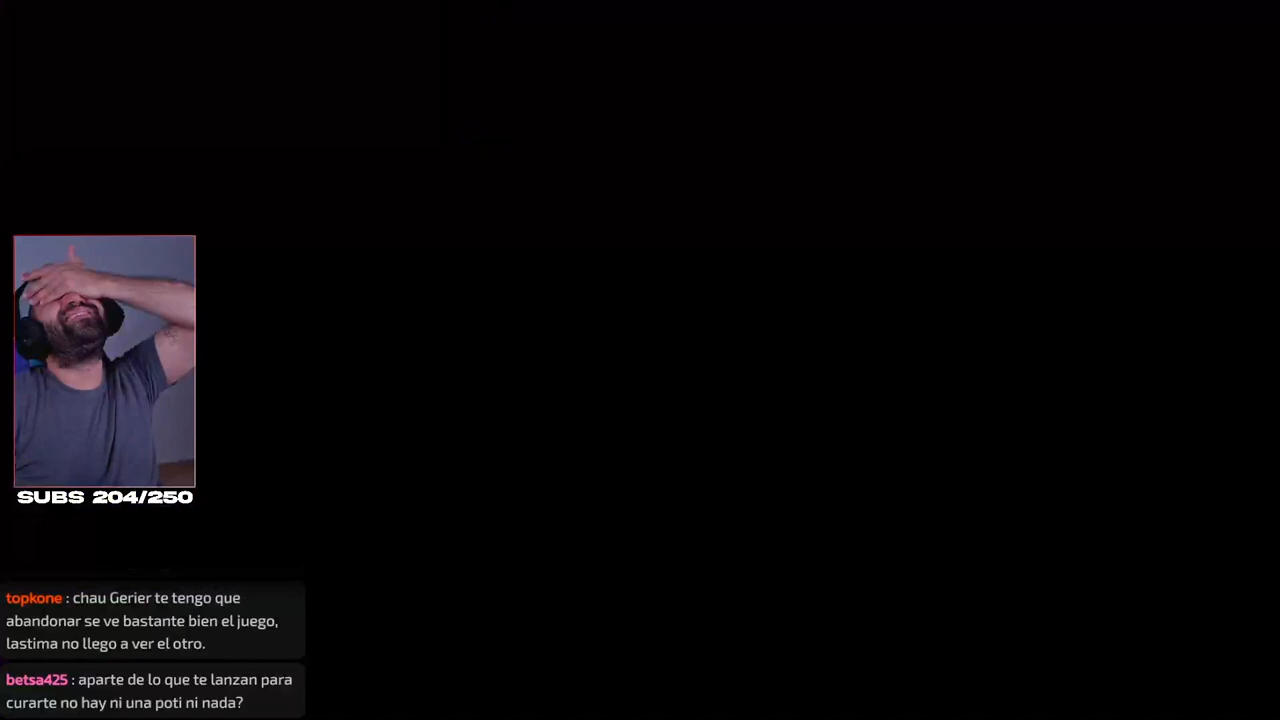 SUBS 204/250
topkone : chau Gerier te tengo que
abandonar se ve bastante bien el juego,
lastima no llego a ver el otro.
betsa425 : aparte de lo que te lanzan para
curarte no hay ni una poti ni nada?